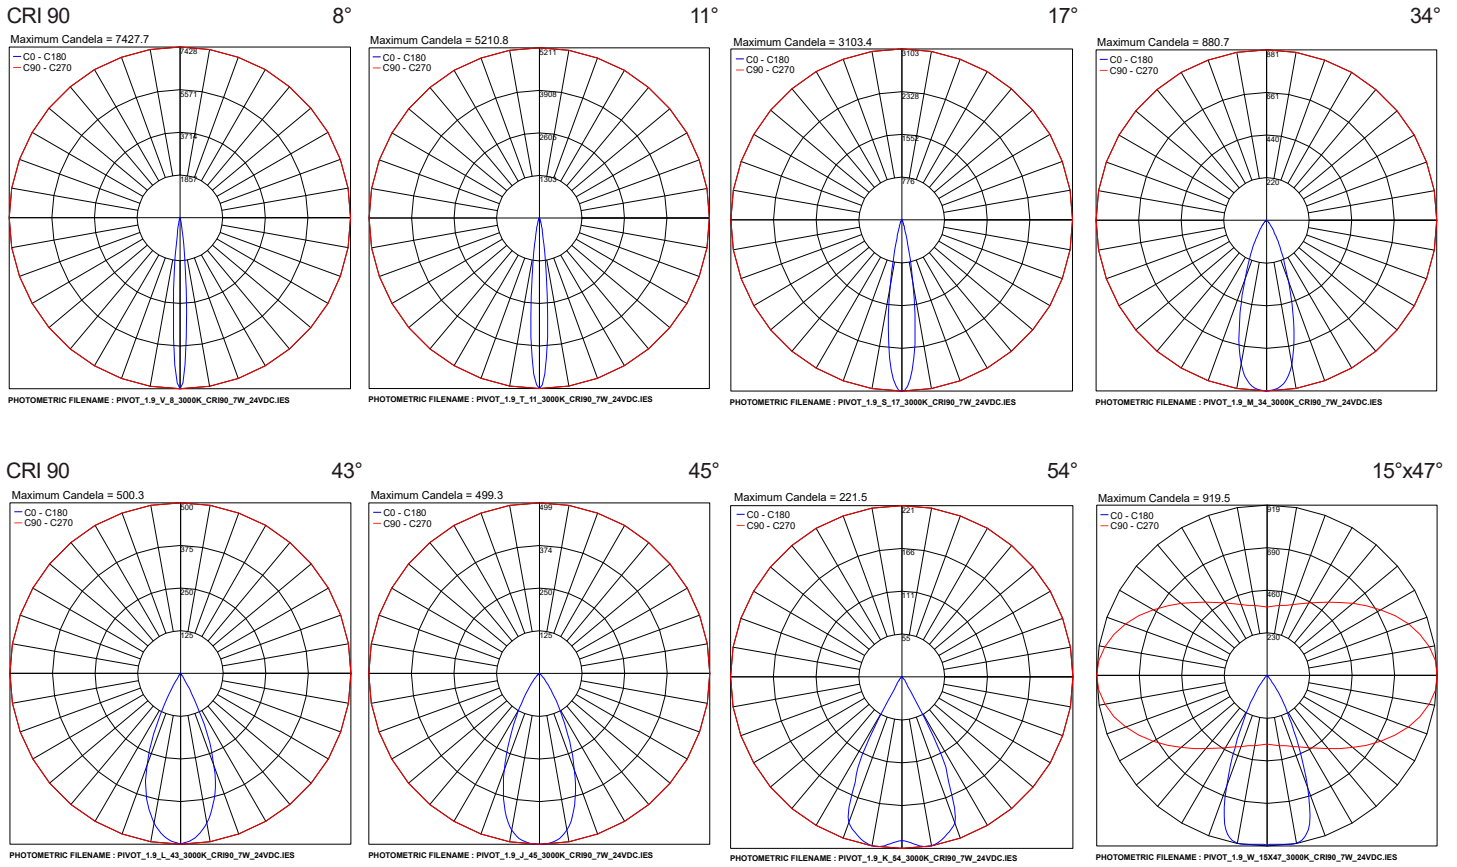 CRI 90 8° 11° 17° 34°
Maximum Candela = 7427.7
C0 - C180
C90 - C270
7428
5571
3714
1857
PHOTOMETRIC FILENAME : PIVOT_1.9_V_8_3000K_CRI90_7W_24VDC.IES
Maximum Candela = 5210.8
C0 - C180
C90 - C270
5211
3908
2605
1303
PHOTOMETRIC FILENAME : PIVOT_1.9_T_11_3000K_CRI90_7W_24VDC.IES
Maximum Candela = 3103.4
C0 - C180
C90 - C270
3103
2328
1552
776
PHOTOMETRIC FILENAME : PIVOT_1.9_S_17_3000K_CRI90_7W_24VDC.IES
Maximum Candela = 880.7
C0 - C180
C90 - C270
881
661
440
220
PHOTOMETRIC FILENAME : PIVOT_1.9_M_34_3000K_CRI90_7W_24VDC.IES
CRI 90 43° 45° 54° 15°x47°
Maximum Candela = 500.3
C0 - C180
C90 - C270
500
375
250
125
PHOTOMETRIC FILENAME : PIVOT_1.9_L_43_3000K_CRI90_7W_24VDC.IES
Maximum Candela = 499.3
C0 - C180
C90 - C270
499
374
250
125
PHOTOMETRIC FILENAME : PIVOT_1.9_J_45_3000K_CRI90_7W_24VDC.IES
Maximum Candela = 221.5
C0 - C180
C90 - C270
221
166
111
55
PHOTOMETRIC FILENAME : PIVOT_1.9_K_54_3000K_CRI90_7W_24VDC.IES
Maximum Candela = 919.5
C0 - C180
C90 - C270
919
690
460
230
PHOTOMETRIC FILENAME : PIVOT_1.9_W_15X47_3000K_CRI90_7W_24VDC.IES